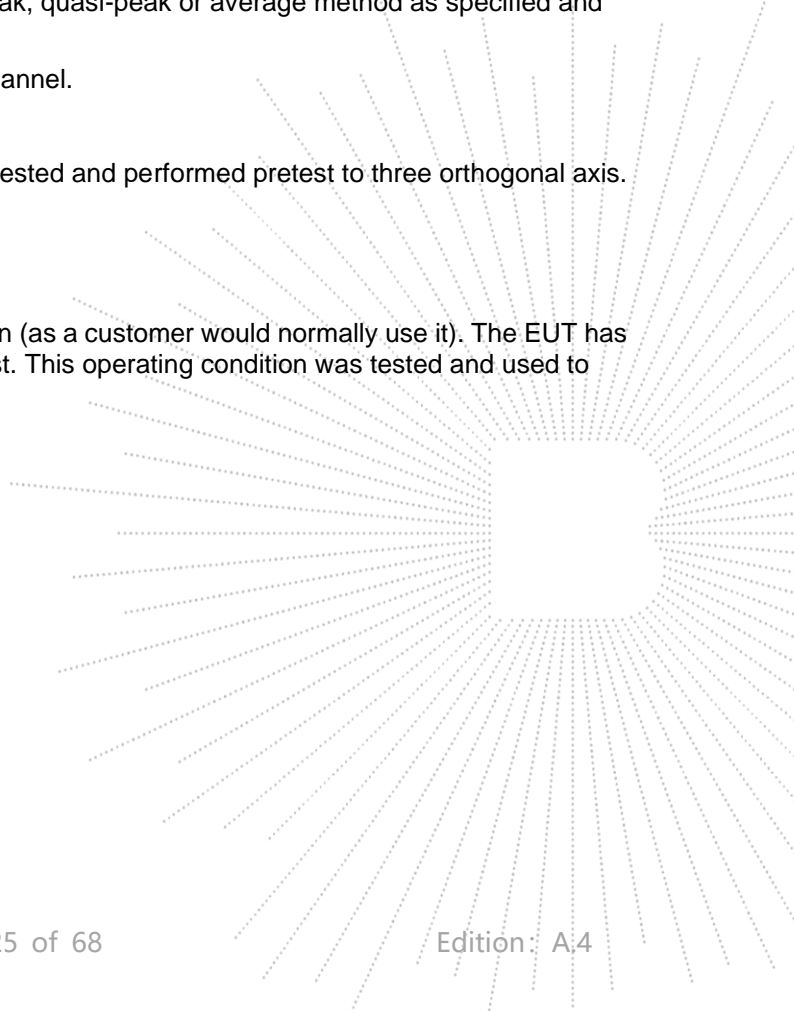 quasi-peak or average method as specified and
annel.
ested and performed pretest to three orthogonal axis.
n (as a customer would normally use it). The EUT has
st. This operating condition was tested and used to
25 of 68 Edition: A.4